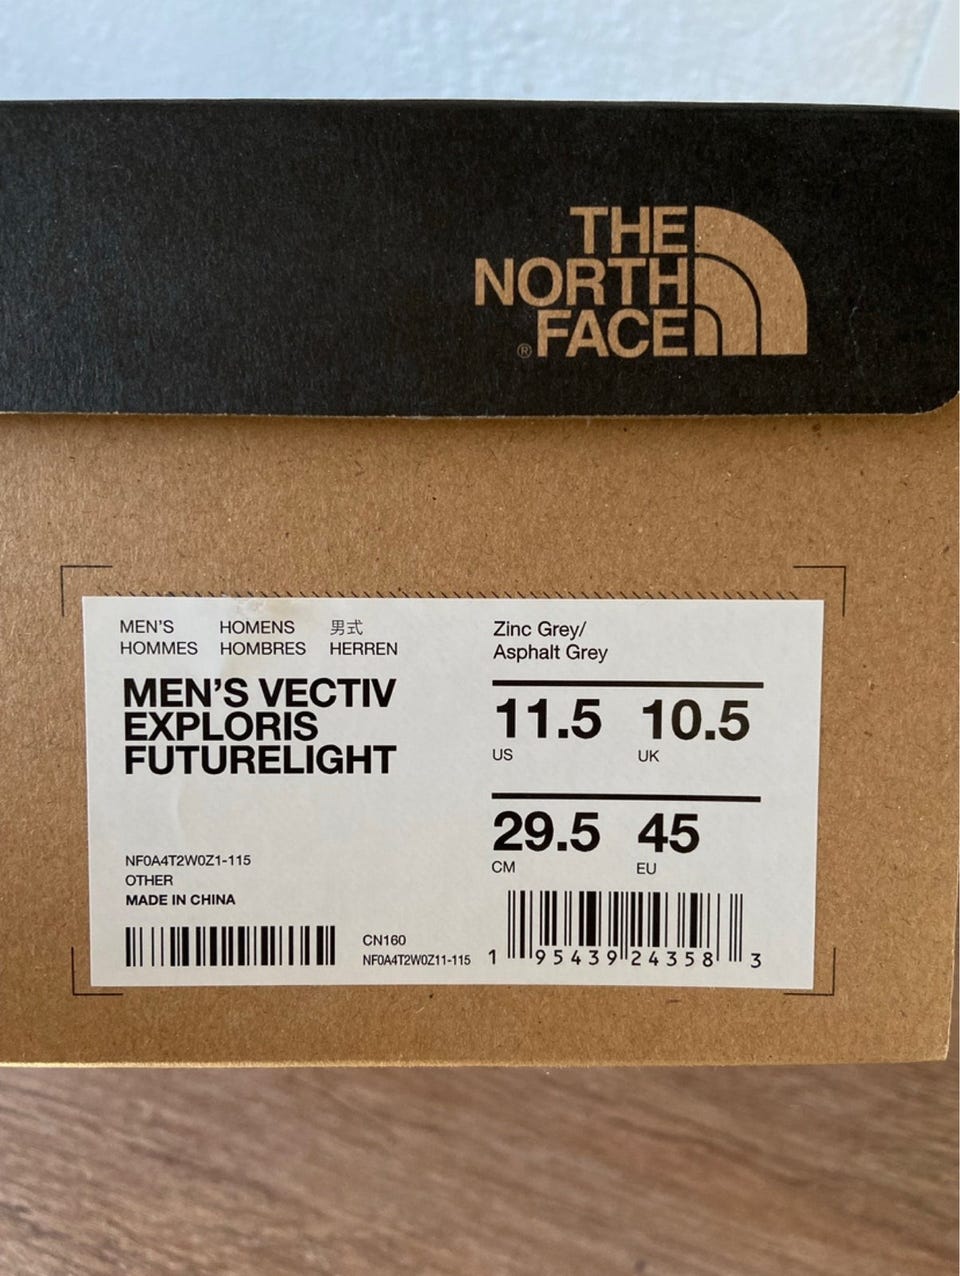 THE
NORTH
® FACE
MEN'S HOMENS 男式
HOMMES HOMBRES HERREN
MEN'S VECTIV
EXPLORIS
FUTURELIGHT
NF0A4T2W0Z1-115
OTHER
MADE IN CHINA
CN160
NF0A4T2W0Z11-115
Zinc Grey/
Asphalt Grey
11.5 10.5
US UK
29.5 45
CM EU
1 95439 24358 3